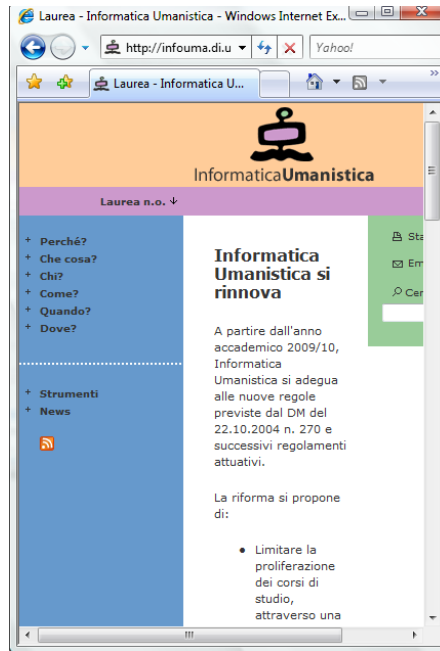 Laurea - Informatica Umanistica - Windows Internet Ex...
http://infouma.di.u
Yahoo!
Laurea - Informatica U...
InformaticaUmanistica
Laurea n.o.
Perché?
Che cosa?
Chi?
Come?
Quando?
Dove?
Strumenti
News
Informatica
Umanistica si
rinnova
A partire dall'anno
accademico 2009/10,
Informatica
Umanistica si adegua
alle nuove regole
previste dal DM del
22.10.2004 n. 270 e
successivi regolamenti
attuativi.
La riforma si propone
di:
Limitare la
proliferazione
dei corsi di
studio,
attraverso una
Sta
Em
Cer